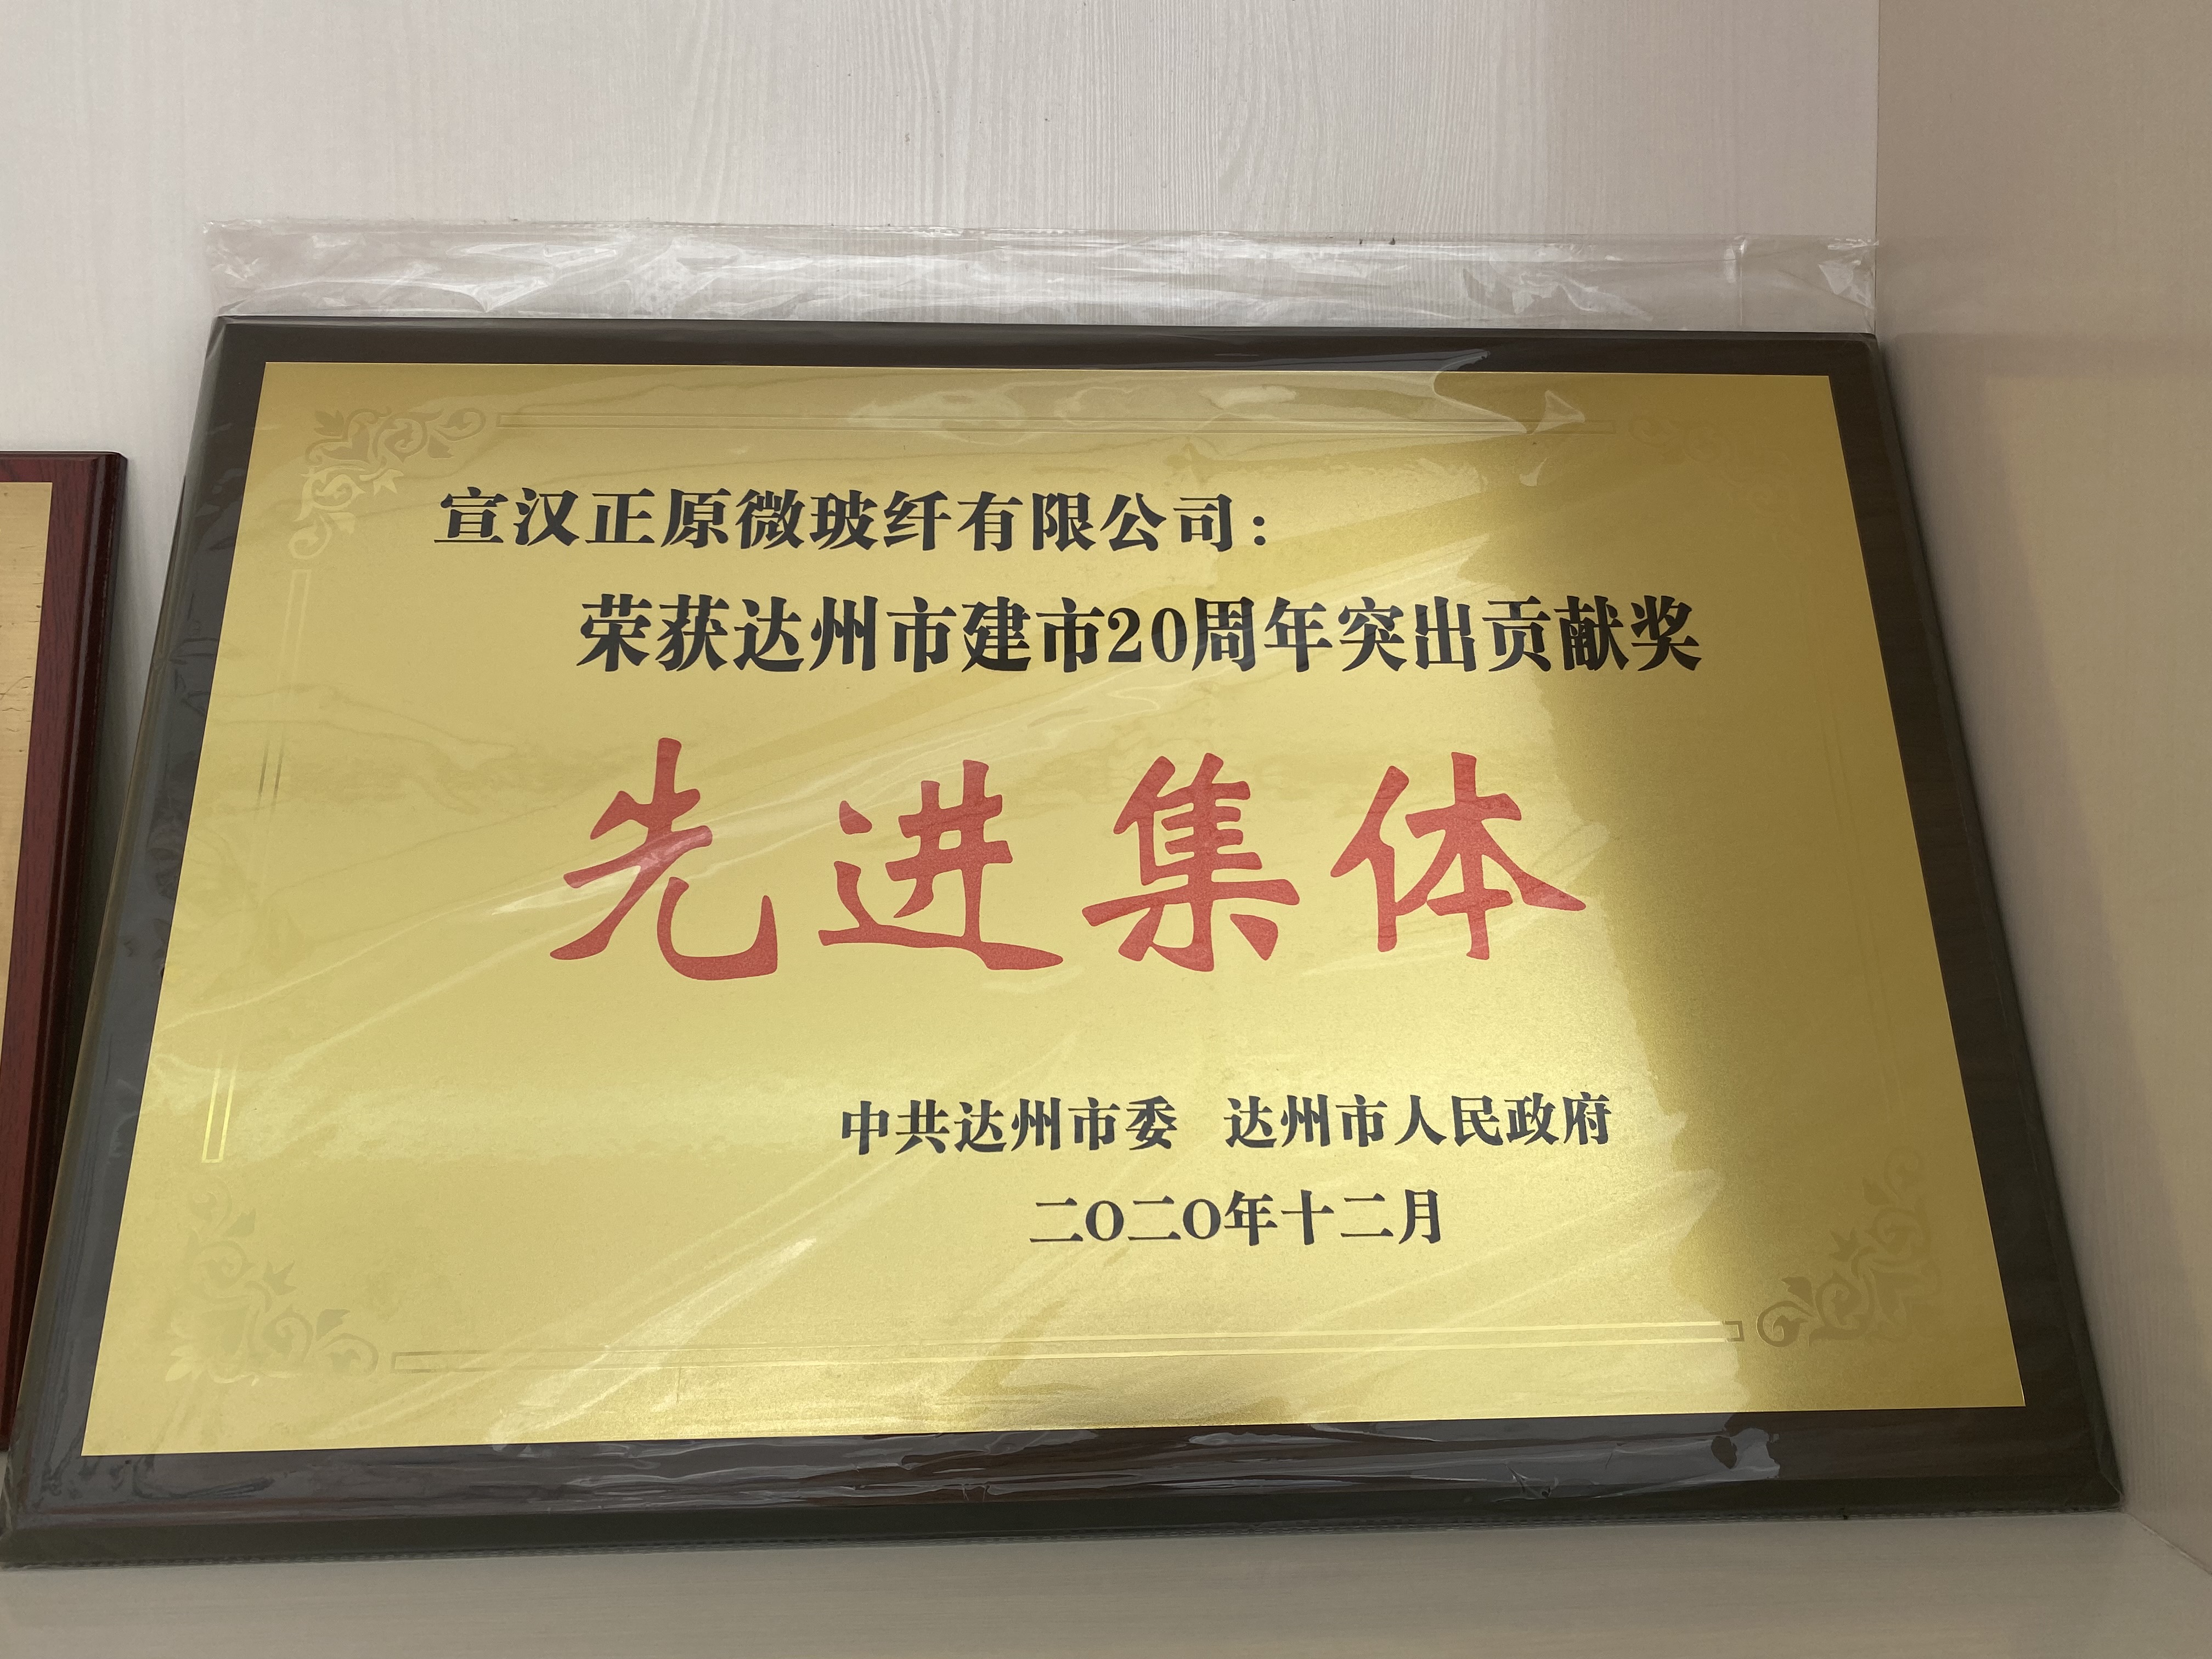 宣汉正原微玻纤有限公司：
荣获达州市建市20周年突出贡献奖
先进集体
中共达州市委 达州市人民政府
二〇二〇年十二月